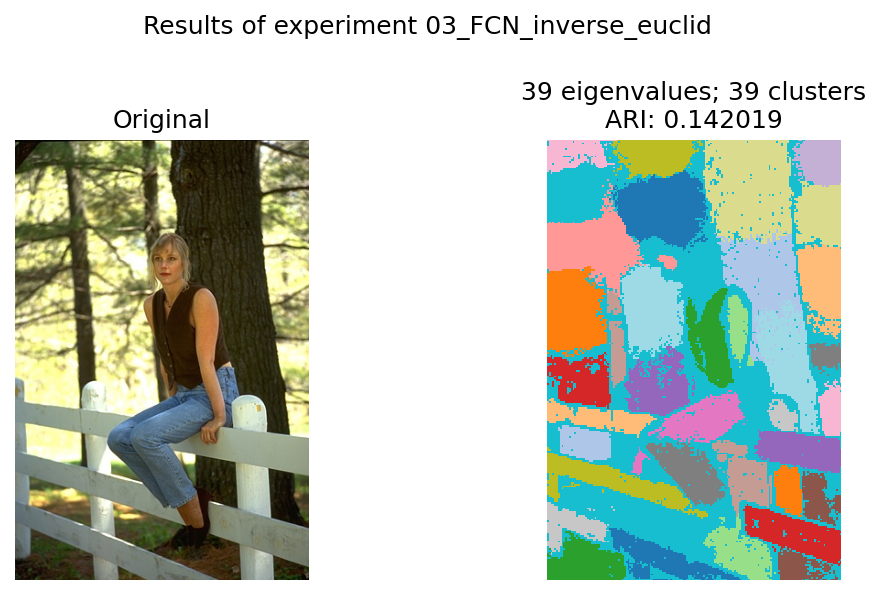 Results of experiment 03_FCN_inverse_euclid
Original
39 eigenvalues; 39 clusters
ARI: 0.142019